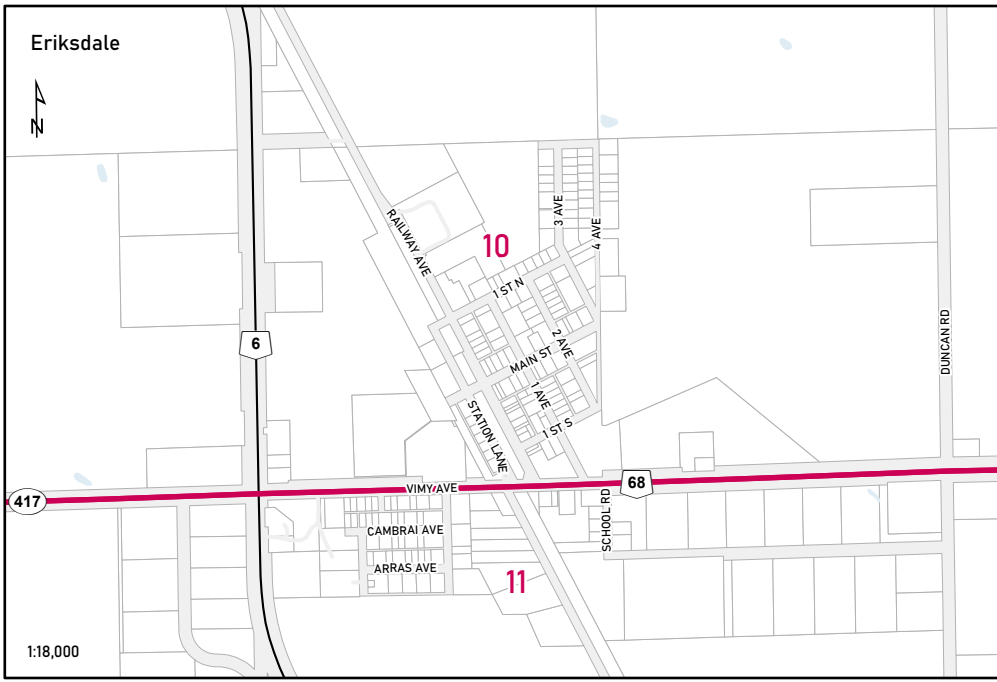 Eriksdale
N
RAILWAY AVE
3 AVE
4 AVE
10
1 ST N
6
DUNCAN RD
MAIN ST
2 AVE
1 AVE
STATION LANE
1 ST S
417
VIMY AVE
68
SCHOOL RD
CAMBRAI AVE
ARRAS AVE
11
1:18,000